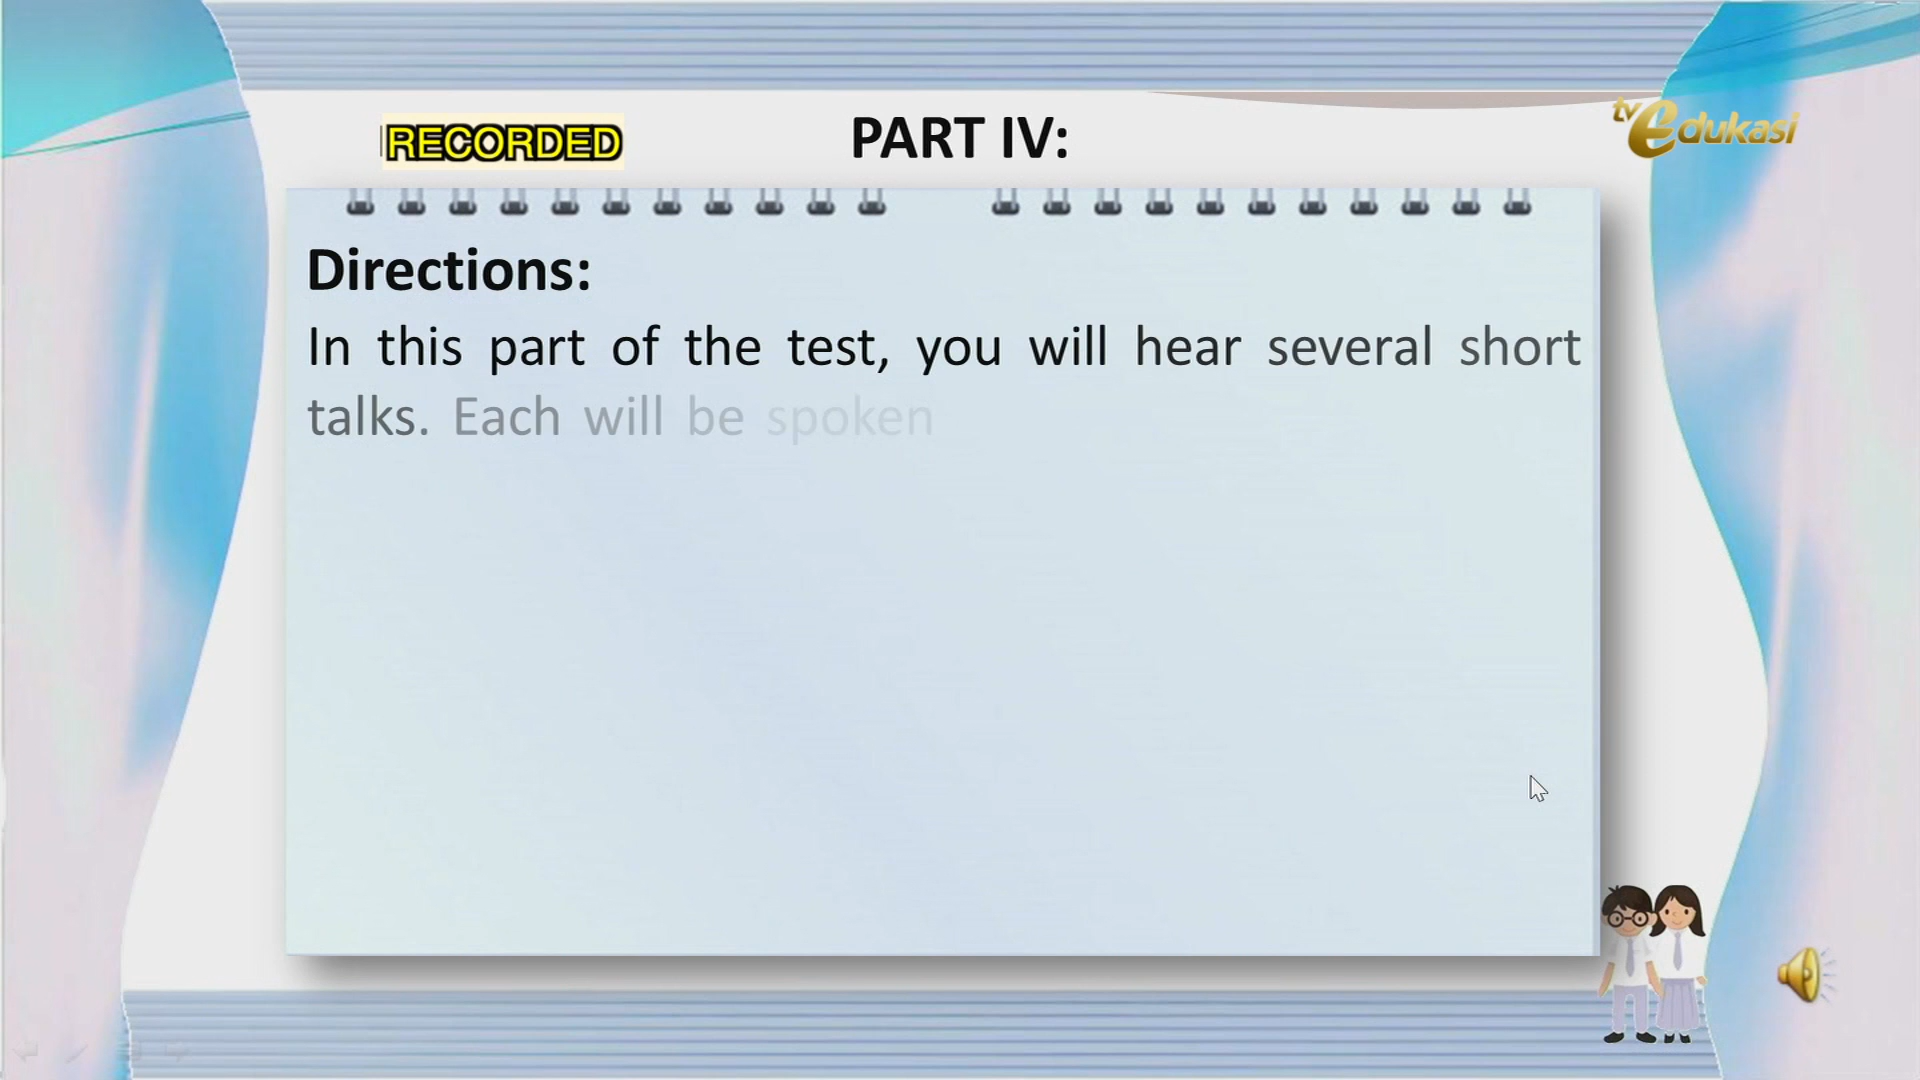 RECORDED
PART IV:
tv edukasi
Directions:
In this part of the test, you will hear several short
talks. Each will be spoken